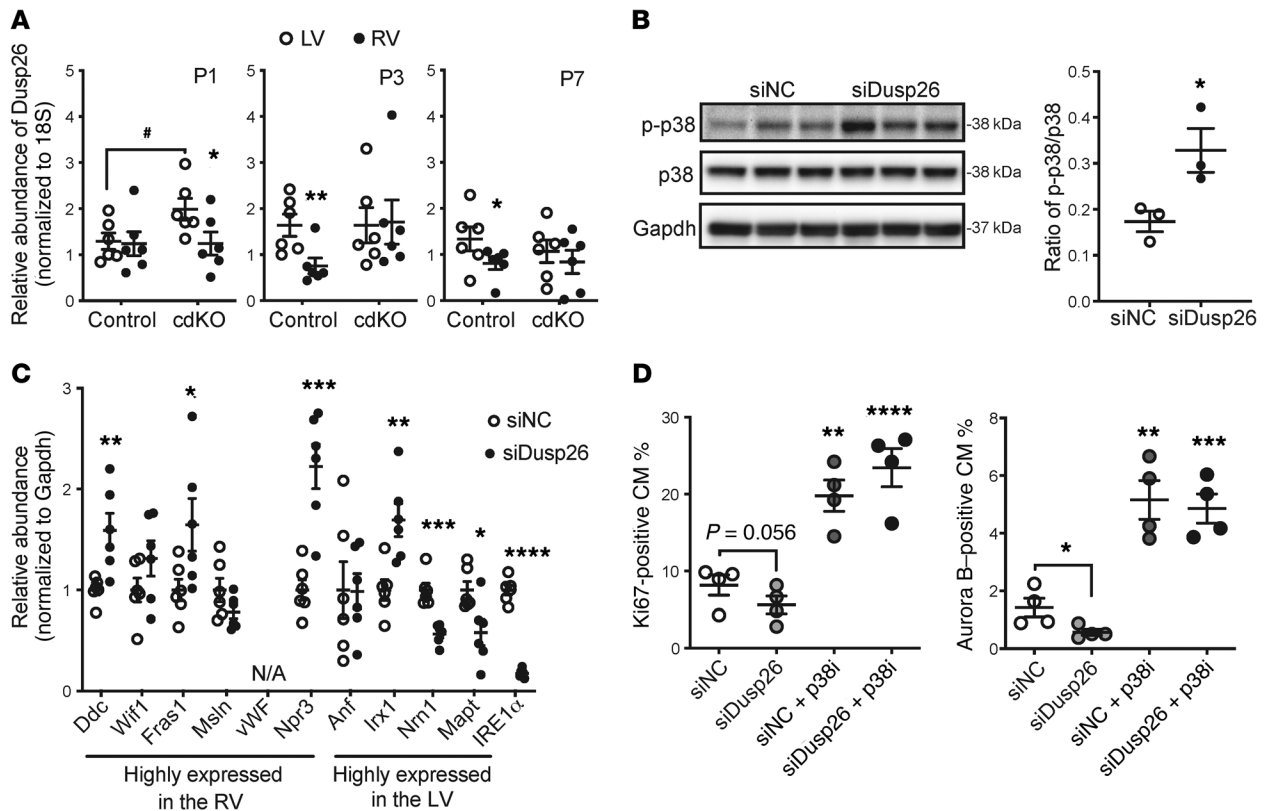 A
LV RV
Relative abundance of Dusp26
(normalized to 18S)
5
4
3
2
1
0
P1
#
*
Control cdKO
5
4
3
2
1
0
P3
**
Control cdKO
5
4
3
2
1
0
P7
*
Control cdKO
B
siNC siDusp26
p-p38 -38 kDa
p38 -38 kDa
Gapdh -37 kDa
Ratio of p-p38/p38
0.5
0.4
0.3
0.2
0.1
0.0
*
siNC siDusp26
C
Relative abundance
(normalized to Gapdh)
3
2
1
0
siNC
siDusp26
** * *** ** *** * ****
N/A
Ddc Wif1 Fras1 Msln vWF Npr3 Anf Irx1 Nrn1 Mapt IRE1α
Highly expressed
in the RV
Highly expressed
in the LV
D
Ki67-positive CM %
30
20
10
0
P = 0.056
**
****
siNC siDusp26 siNC + p38i siDusp26 + p38i
Aurora B–positive CM %
8
6
4
2
0
*
**
***
siNC siDusp26 siNC + p38i siDusp26 + p38i